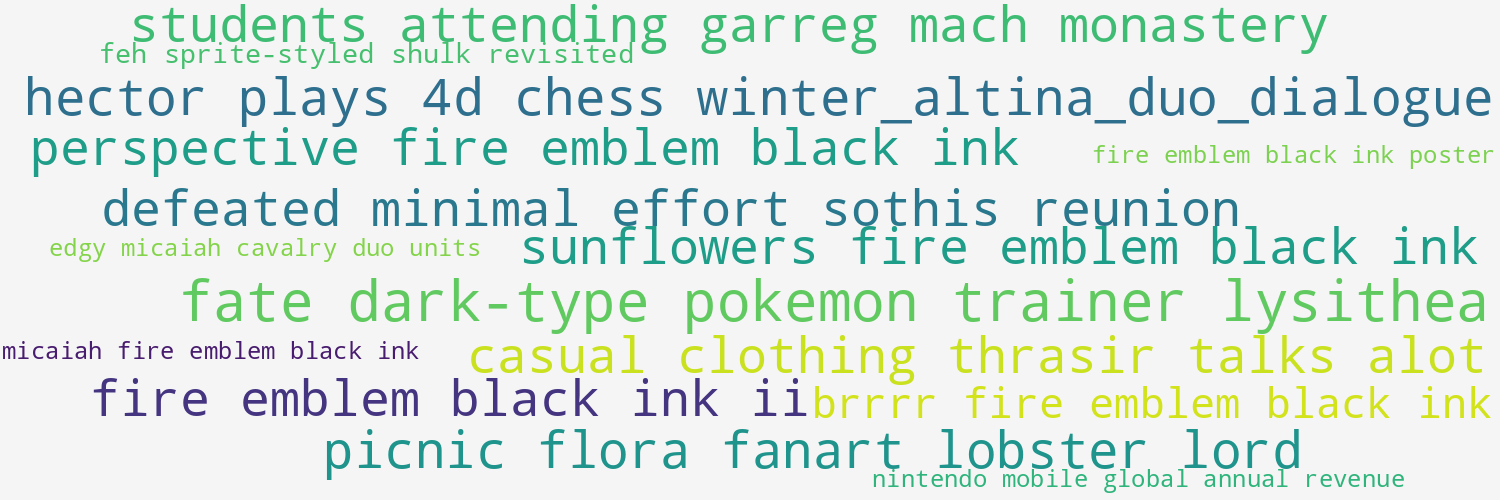 students attending garreg mach monastery
feh sprite-styled shulk revisited
hector plays 4d chess winter_altina_duo_dialogue
perspective fire emblem black ink
fire emblem black ink poster
defeated minimal effort sothis reunion
edgy micaiah cavalry duo units
sunflowers fire emblem black ink
fate dark-type pokemon trainer lysithea
micaiah fire emblem black ink
casual clothing thrasir talks alot
fire emblem black ink ii
brrrr fire emblem black ink
picnic flora fanart lobster lord
nintendo mobile global annual revenue